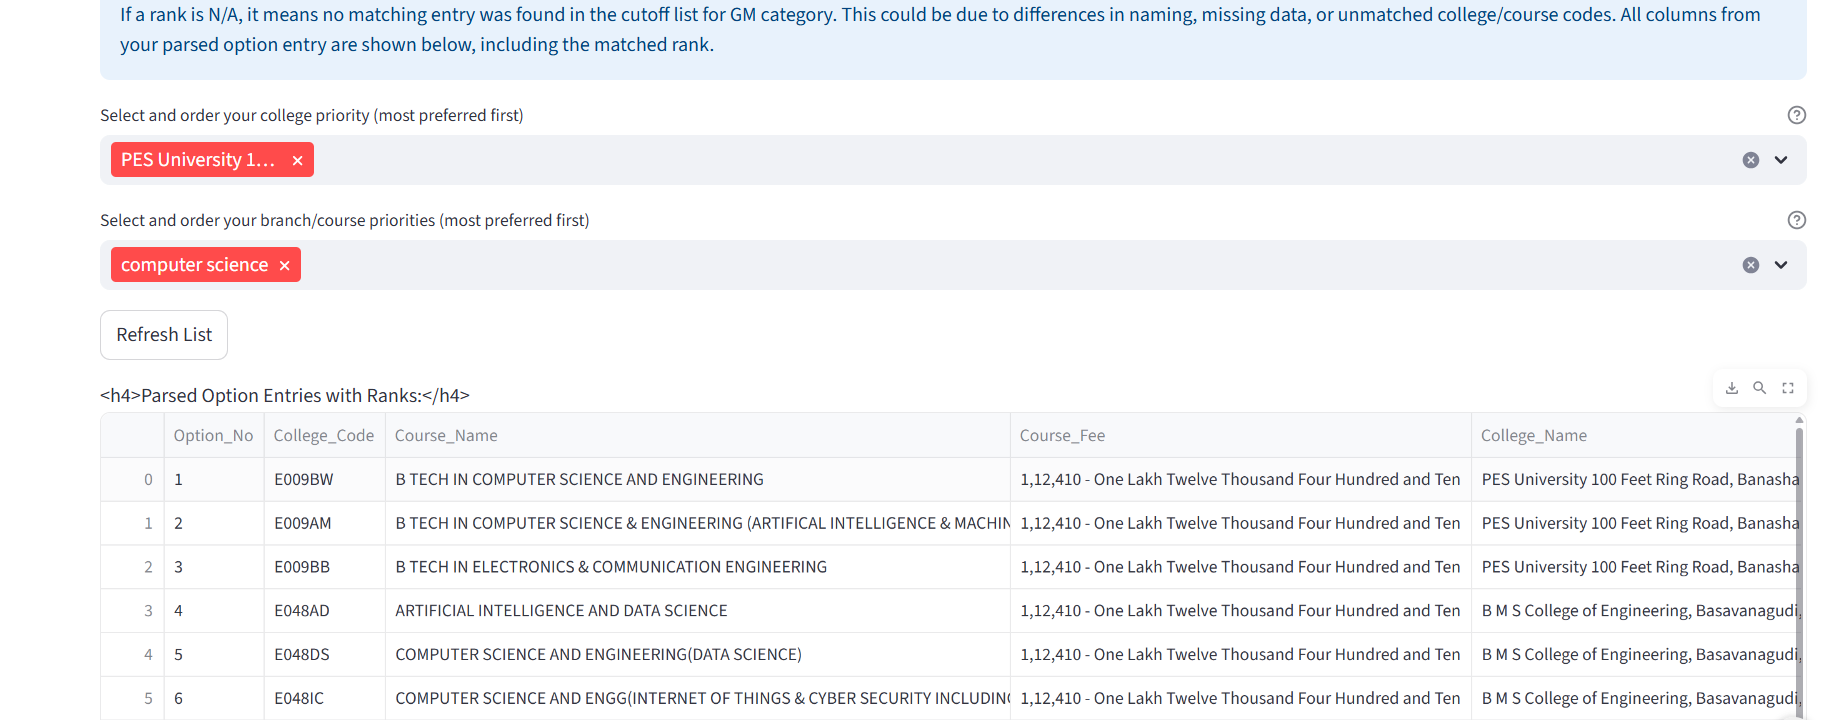 If a rank is N/A, it means no matching entry was found in the cutoff list for GM category. This could be due to differences in naming, missing data, or unmatched college/course codes. All columns from
your parsed option entry are shown below, including the matched rank.
Select and order your college priority (most preferred first)
PES University 1... ×
Select and order your branch/course priorities (most preferred first)
computer science ×
Refresh List
<h4>Parsed Option Entries with Ranks:</h4>
Option_No College_Code Course_Name Course_Fee College_Name
0 1 E009BW B TECH IN COMPUTER SCIENCE AND ENGINEERING 1,12,410 - One Lakh Twelve Thousand Four Hundred and Ten PES University 100 Feet Ring Road, Banasha
1 2 E009AM B TECH IN COMPUTER SCIENCE & ENGINEERING (ARTIFICAL INTELLIGENCE & MACHIN 1,12,410 - One Lakh Twelve Thousand Four Hundred and Ten PES University 100 Feet Ring Road, Banasha
2 3 E009BB B TECH IN ELECTRONICS & COMMUNICATION ENGINEERING 1,12,410 - One Lakh Twelve Thousand Four Hundred and Ten PES University 100 Feet Ring Road, Banasha
3 4 E048AD ARTIFICIAL INTELLIGENCE AND DATA SCIENCE 1,12,410 - One Lakh Twelve Thousand Four Hundred and Ten B M S College of Engineering, Basavanagudi,
4 5 E048DS COMPUTER SCIENCE AND ENGINEERING(DATA SCIENCE) 1,12,410 - One Lakh Twelve Thousand Four Hundred and Ten B M S College of Engineering, Basavanagudi,
5 6 E048IC COMPUTER SCIENCE AND ENGG(INTERNET OF THINGS & CYBER SECURITY INCLUDING 1,12,410 - One Lakh Twelve Thousand Four Hundred and Ten B M S College of Engineering, Basavanagudi,